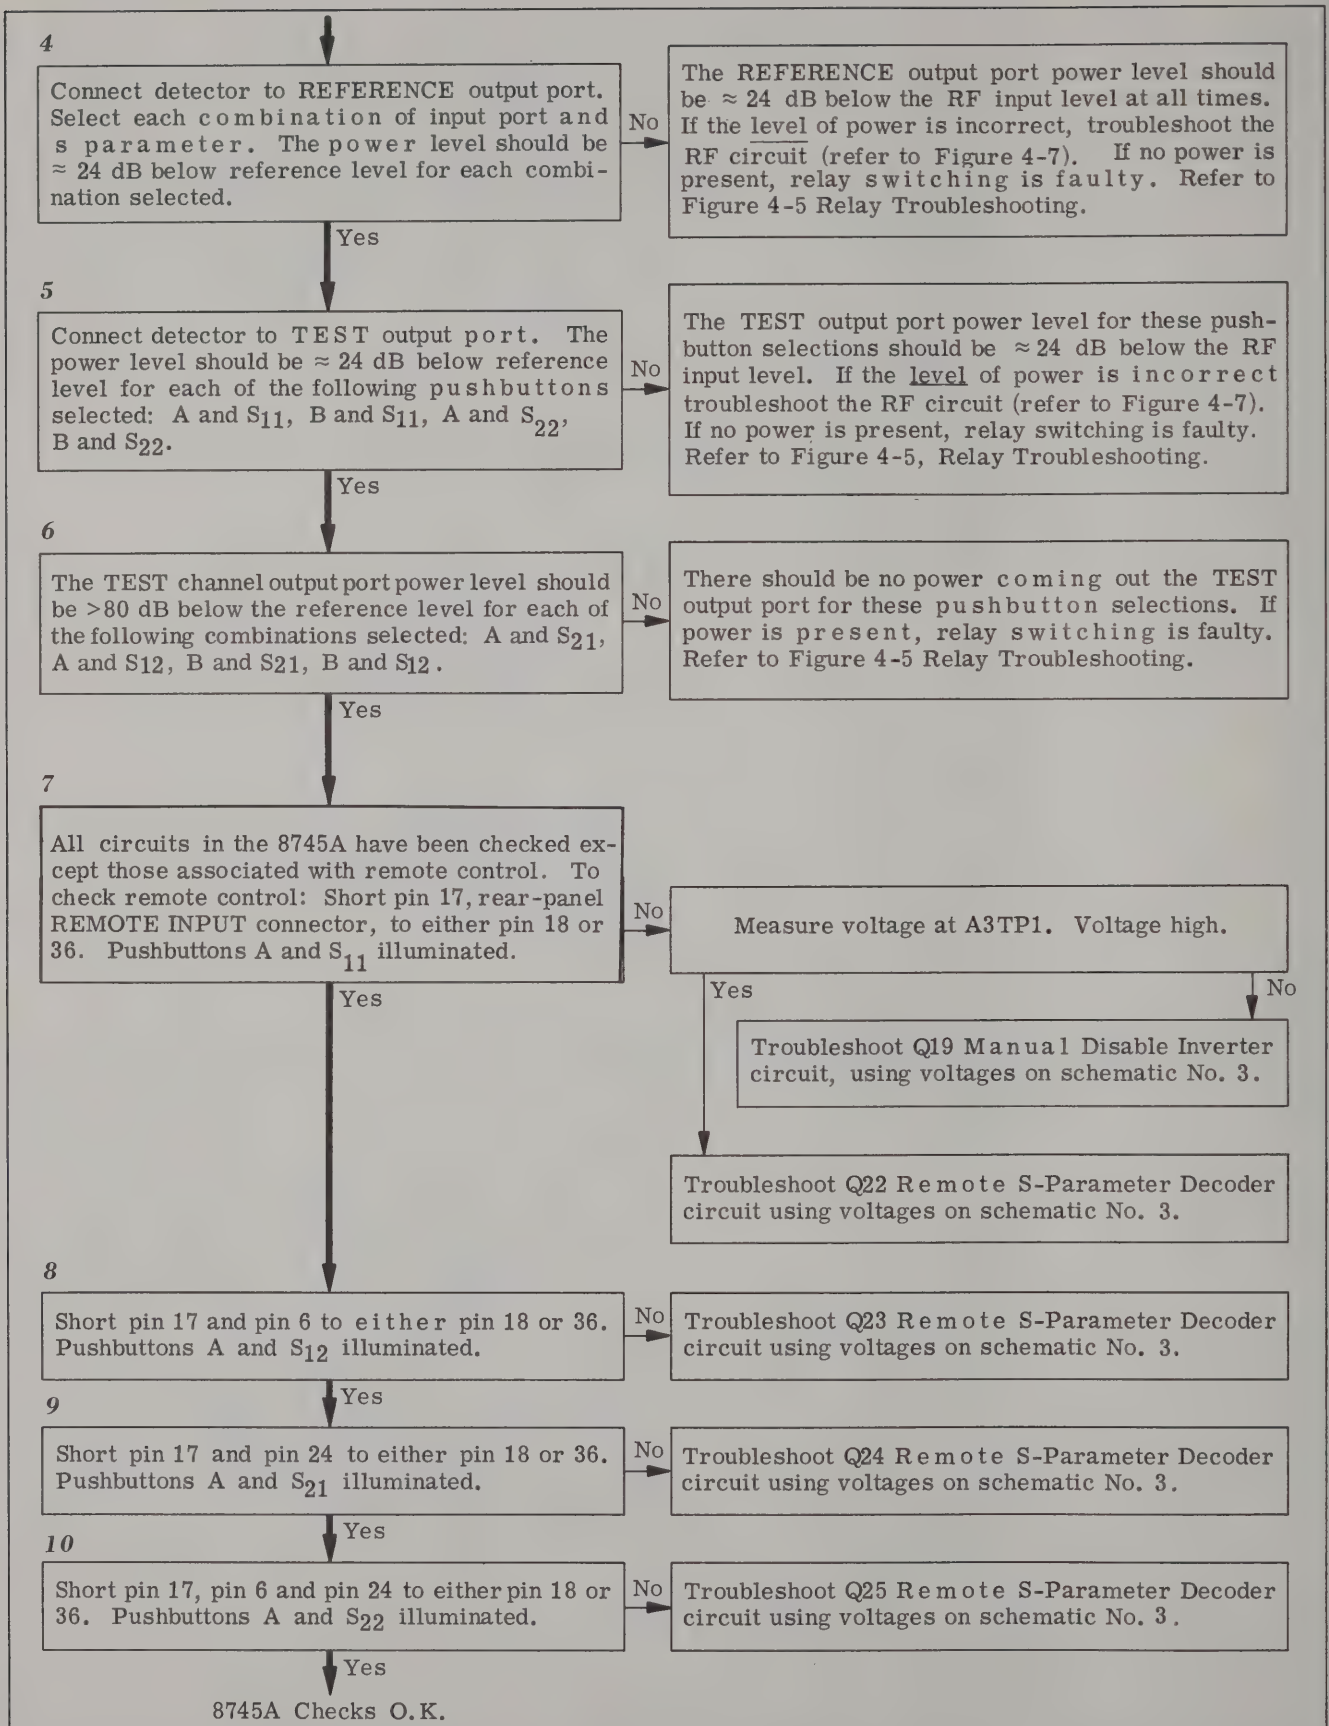 4
Connect detector to REFERENCE output port.
Select each combination of input port and
s parameter. The power level should be
≈ 24 dB below reference level for each combi-
nation selected.
No
The REFERENCE output port power level should
be ≈ 24 dB below the RF input level at all times.
If the level of power is incorrect, troubleshoot the
RF circuit (refer to Figure 4-7). If no power is
present, relay switching is faulty. Refer to
Figure 4-5 Relay Troubleshooting.
Yes
5
Connect detector to TEST output port. The
power level should be ≈ 24 dB below reference
level for each of the following pushbuttons
selected: A and S11, B and S11, A and S22,
B and S22.
No
The TEST output port power level for these push-
button selections should be ≈ 24 dB below the RF
input level. If the level of power is incorrect
troubleshoot the RF circuit (refer to Figure 4-7).
If no power is present, relay switching is faulty.
Refer to Figure 4-5, Relay Troubleshooting.
Yes
6
The TEST channel output port power level should
be >80 dB below the reference level for each of
the following combinations selected: A and S21,
A and S12, B and S21, B and S12.
No
There should be no power coming out the TEST
output port for these pushbutton selections. If
power is present, relay switching is faulty.
Refer to Figure 4-5 Relay Troubleshooting.
Yes
7
All circuits in the 8745A have been checked ex-
cept those associated with remote control. To
check remote control: Short pin 17, rear-panel
REMOTE INPUT connector, to either pin 18 or
36. Pushbuttons A and S11 illuminated.
No
Measure voltage at A3TP1. Voltage high.
Yes
Yes
No
Troubleshoot Q19 Manual Disable Inverter
circuit, using voltages on schematic No. 3.
Troubleshoot Q22 Remote S-Parameter Decoder
circuit using voltages on schematic No. 3.
8
Short pin 17 and pin 6 to either pin 18 or 36.
Pushbuttons A and S12 illuminated.
No
Troubleshoot Q23 Remote S-Parameter Decoder
circuit using voltages on schematic No. 3.
Yes
9
Short pin 17 and pin 24 to either pin 18 or 36.
Pushbuttons A and S21 illuminated.
No
Troubleshoot Q24 Remote S-Parameter Decoder
circuit using voltages on schematic No. 3.
Yes
10
Short pin 17, pin 6 and pin 24 to either pin 18 or
36. Pushbuttons A and S22 illuminated.
No
Troubleshoot Q25 Remote S-Parameter Decoder
circuit using voltages on schematic No. 3.
Yes
8745A Checks O.K.